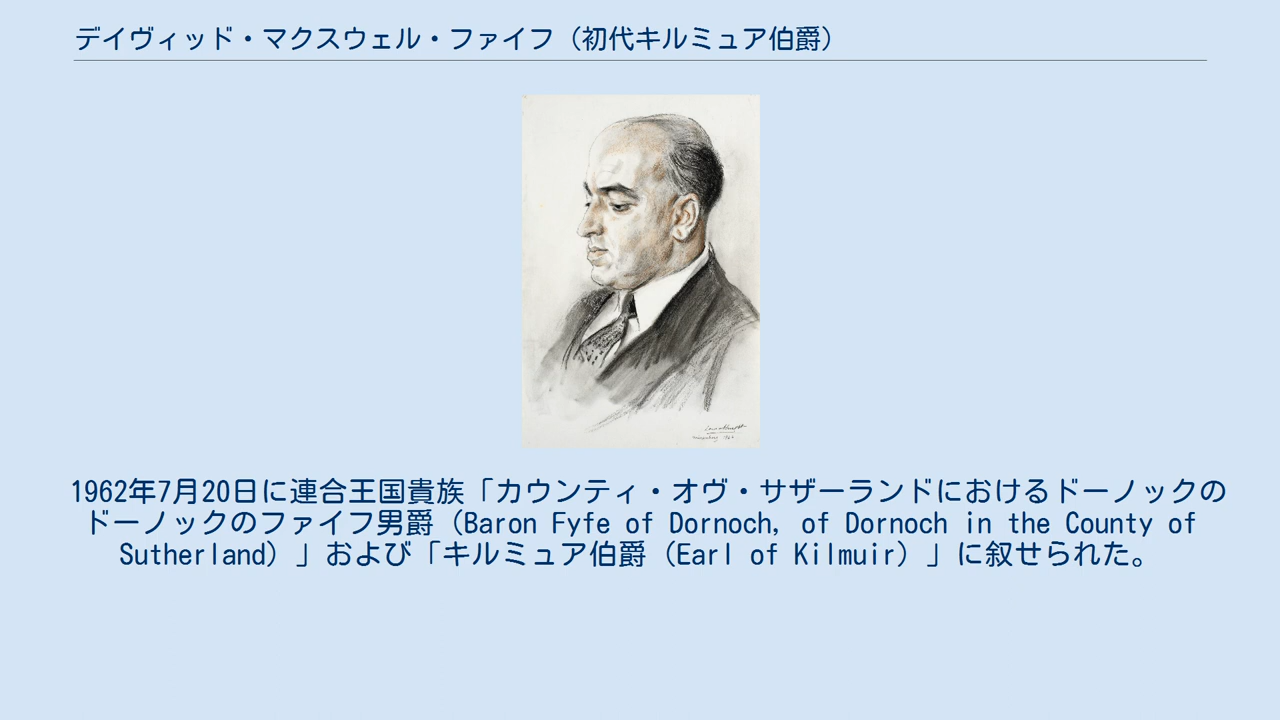 デイヴィッド・マクスウェル・ファイフ（初代キルミュア伯爵）
1962年7月20日に連合王国貴族「カウンティ・オヴ・サザーランドにおけるドーノックの
ドーノックのファイフ男爵（Baron Fyfe of Dornoch, of Dornoch in the County of
Sutherland）」および「キルミュア伯爵（Earl of Kilmuir）」に叙せられた。